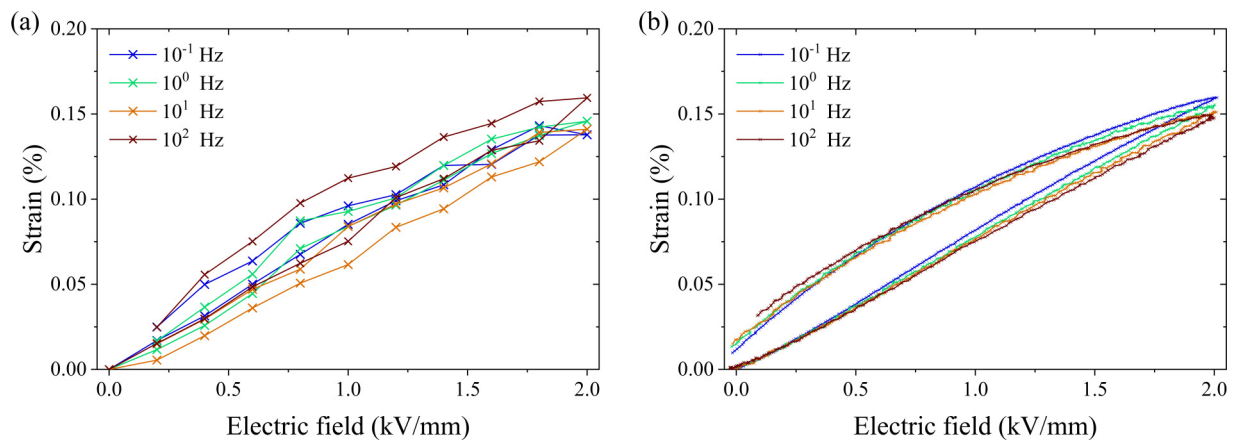 (a)
0.20
0.15
0.10
0.05
0.00
Strain (%)
10⁻¹ Hz
10⁰ Hz
10¹ Hz
10² Hz
0.0 0.5 1.0 1.5 2.0
Electric field (kV/mm)
(b)
0.20
0.15
0.10
0.05
0.00
Strain (%)
10⁻¹ Hz
10⁰ Hz
10¹ Hz
10² Hz
0.0 0.5 1.0 1.5 2.0
Electric field (kV/mm)